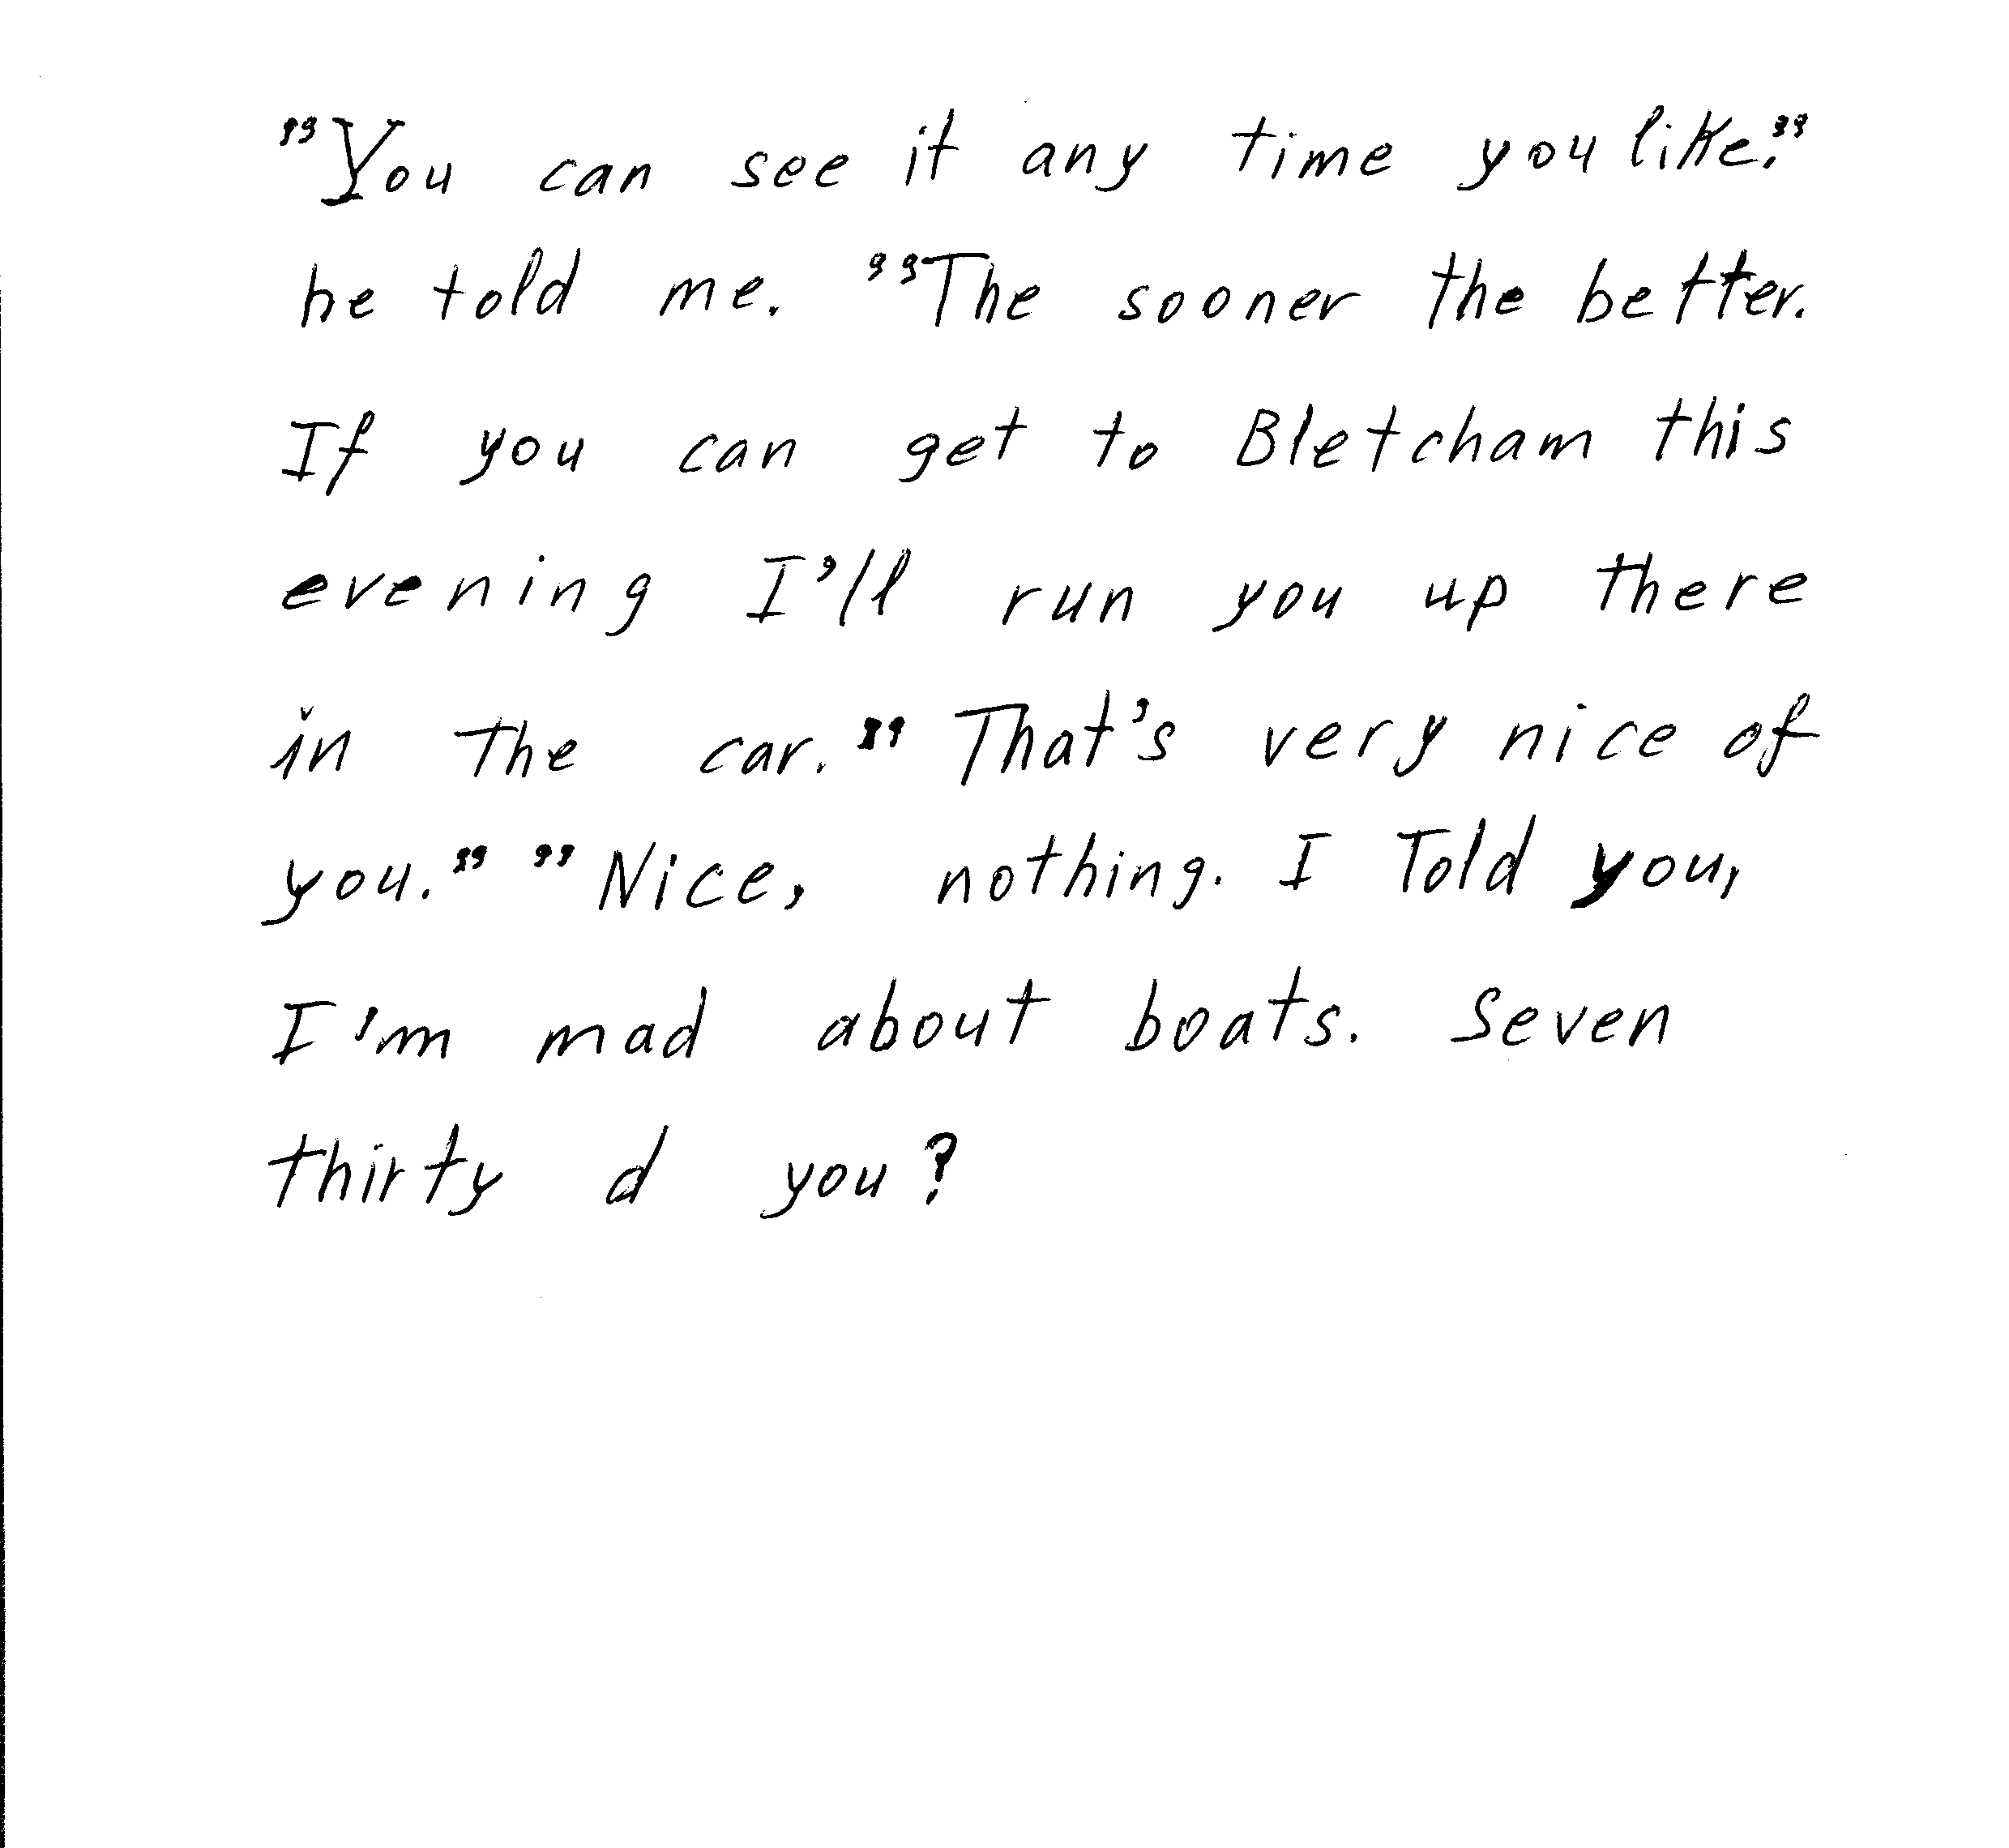 "You can see it any time you like,"
he told me. "The sooner the better.
If you can get to Bletcham this
evening I'll run you up there
in the car." That's very nice of
you." "Nice, nothing. I Told you,
I'm mad about boats. Seven
thirty d you?